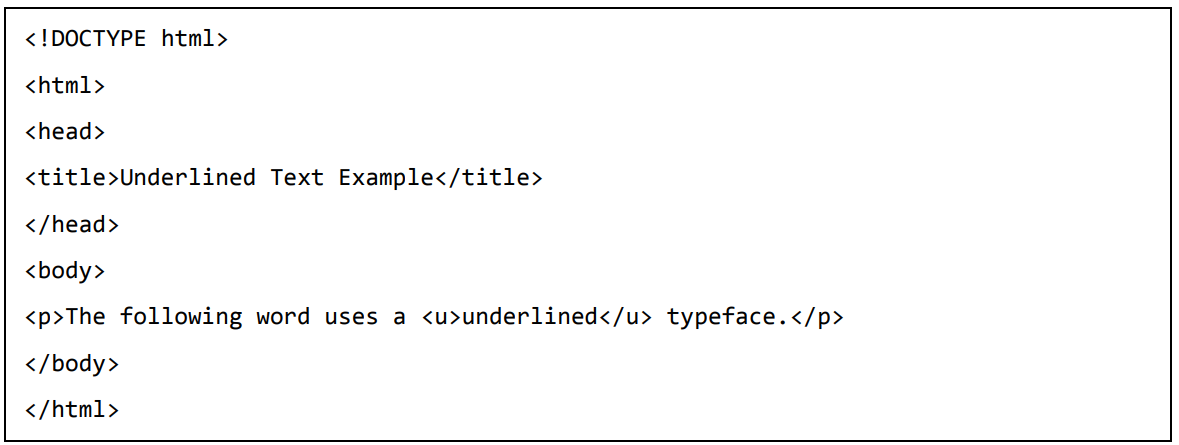 <!DOCTYPE html>
<html>
<head>
<title>Underlined Text Example</title>
</head>
<body>
<p>The following word uses a <u>underlined</u> typeface.</p>
</body>
</html>